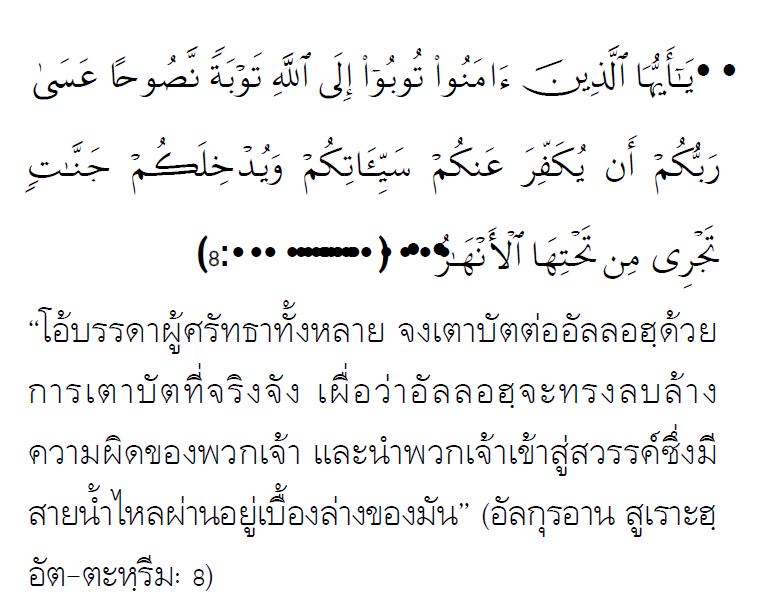 يَـٰٓأَيُّهَا ٱلَّذِينَ ءَامَنُوا۟ تُوبُوٓا۟ إِلَى ٱللَّهِ تَوْبَةًۭ نَّصُوحًا عَسَىٰ
رَبُّكُمْ أَن يُكَفِّرَ عَنكُمْ سَيِّـَٔاتِكُمْ وَيُدْخِلَكُمْ جَنَّـٰتٍۢ
تَجْرِى مِن تَحْتِهَا ٱلْأَنْهَـٰرُ ( :8)
“โอ้บรรดาผู้ศรัทธาทั้งหลาย จงเตาบัตต่ออัลลอฮฺด้วย
การเตาบัตที่จริงจัง เผื่อว่าอัลลอฮฺจะทรงลบล้าง
ความผิดของพวกเจ้า และนำพวกเจ้าเข้าสู่สวรรค์ซึ่งมี
สายน้ำไหลผ่านอยู่เบื้องล่างของมัน” (อัลกุรอาน สูเราะฮฺ
อัต-ตะหฺรีมฺ: 8)